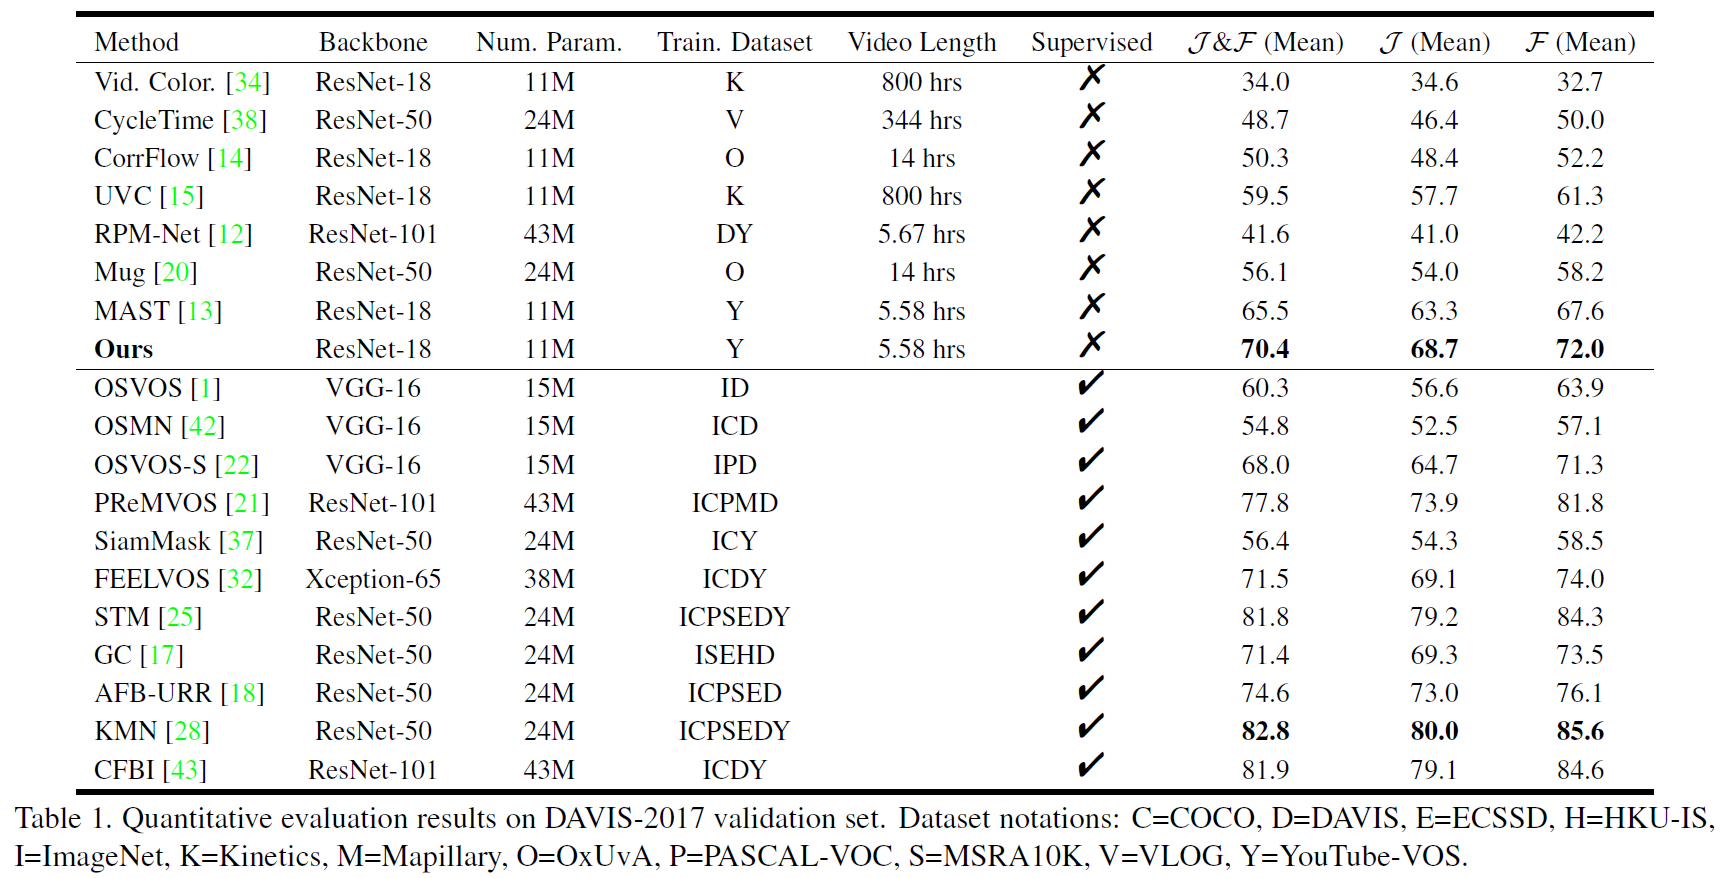 Method Backbone Num. Param. Train. Dataset Video Length Supervised 𝒥&ℱ (Mean) 𝒥 (Mean) ℱ (Mean)
Vid. Color. [34] ResNet-18 11M K 800 hrs ✗ 34.0 34.6 32.7
CycleTime [38] ResNet-50 24M V 344 hrs ✗ 48.7 46.4 50.0
CorrFlow [14] ResNet-18 11M O 14 hrs ✗ 50.3 48.4 52.2
UVC [15] ResNet-18 11M K 800 hrs ✗ 59.5 57.7 61.3
RPM-Net [12] ResNet-101 43M DY 5.67 hrs ✗ 41.6 41.0 42.2
Mug [20] ResNet-50 24M O 14 hrs ✗ 56.1 54.0 58.2
MAST [13] ResNet-18 11M Y 5.58 hrs ✗ 65.5 63.3 67.6
Ours ResNet-18 11M Y 5.58 hrs ✗ 70.4 68.7 72.0
OSVOS [1] VGG-16 15M ID ✔ 60.3 56.6 63.9
OSMN [42] VGG-16 15M ICD ✔ 54.8 52.5 57.1
OSVOS-S [22] VGG-16 15M IPD ✔ 68.0 64.7 71.3
PReMVOS [21] ResNet-101 43M ICPMD ✔ 77.8 73.9 81.8
SiamMask [37] ResNet-50 24M ICY ✔ 56.4 54.3 58.5
FEELVOS [32] Xception-65 38M ICDY ✔ 71.5 69.1 74.0
STM [25] ResNet-50 24M ICPSEDY ✔ 81.8 79.2 84.3
GC [17] ResNet-50 24M ISEHD ✔ 71.4 69.3 73.5
AFB-URR [18] ResNet-50 24M ICPSED ✔ 74.6 73.0 76.1
KMN [28] ResNet-50 24M ICPSEDY ✔ 82.8 80.0 85.6
CFBI [43] ResNet-101 43M ICDY ✔ 81.9 79.1 84.6
Table 1. Quantitative evaluation results on DAVIS-2017 validation set. Dataset notations: C=COCO, D=DAVIS, E=ECSSD, H=HKU-IS,
I=ImageNet, K=Kinetics, M=Mapillary, O=OxUvA, P=PASCAL-VOC, S=MSRA10K, V=VLOG, Y=YouTube-VOS.